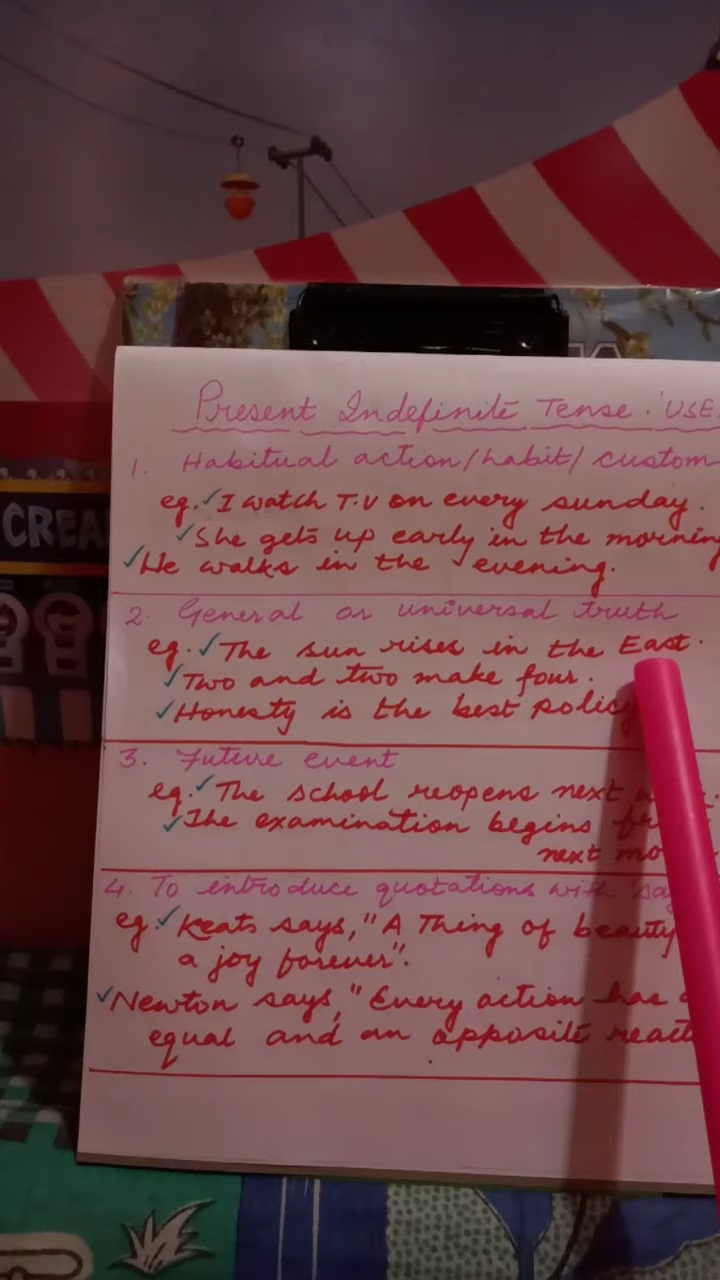 Present Indefinite Tense. 'USE
1. Habitual action/habit/custom
eg. ✓ I watch T.V on every sunday.
✓ She gets up early in the morning
✓ He walks in the evening.
2. General or universal truth
eg. ✓ The sun rises in the East.
✓ Two and two make four.
✓ Honesty is the best policy
3. Future event
eg. ✓ The school reopens next
✓ The examination begins
next
4. To introduce quotations with
eg. ✓ Keats says, "A Thing of beauty
a joy forever".
✓ Newton says, "Every action has
equal and an opposite
CREA